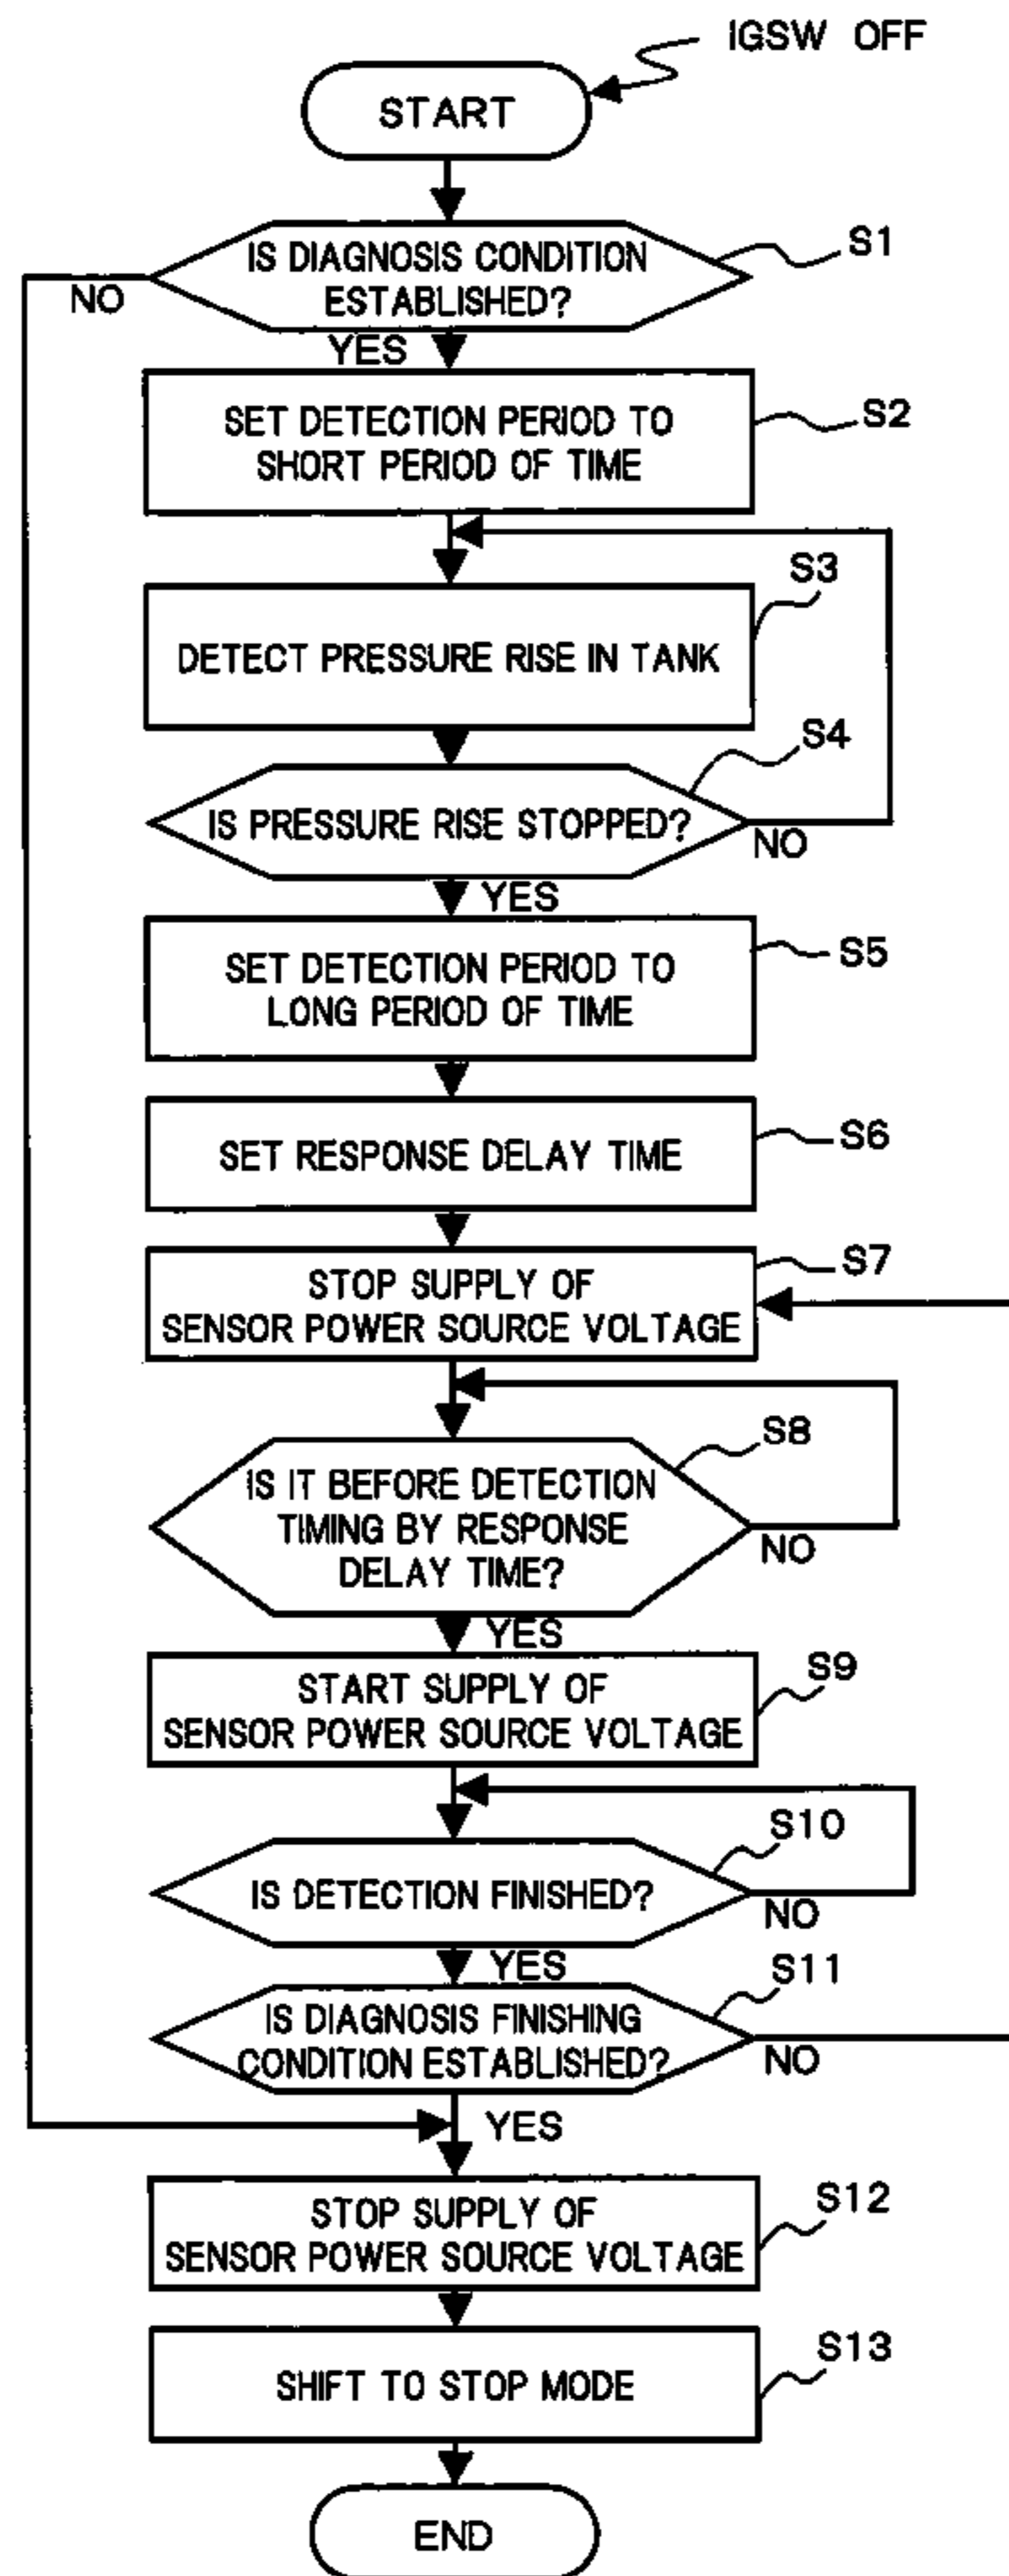 IGSW OFF
START
IS DIAGNOSIS CONDITION
ESTABLISHED?
S1
NO
YES
SET DETECTION PERIOD TO
SHORT PERIOD OF TIME
S2
S3
DETECT PRESSURE RISE IN TANK
S4
IS PRESSURE RISE STOPPED?
NO
YES
SET DETECTION PERIOD TO
LONG PERIOD OF TIME
S5
SET RESPONSE DELAY TIME
S6
STOP SUPPLY OF
SENSOR POWER SOURCE VOLTAGE
S7
S8
IS IT BEFORE DETECTION
TIMING BY RESPONSE
DELAY TIME?
NO
YES
START SUPPLY OF
SENSOR POWER SOURCE VOLTAGE
S9
S10
IS DETECTION FINISHED?
NO
YES
S11
IS DIAGNOSIS FINISHING
CONDITION ESTABLISHED?
NO
YES
STOP SUPPLY OF
SENSOR POWER SOURCE VOLTAGE
S12
SHIFT TO STOP MODE
S13
END